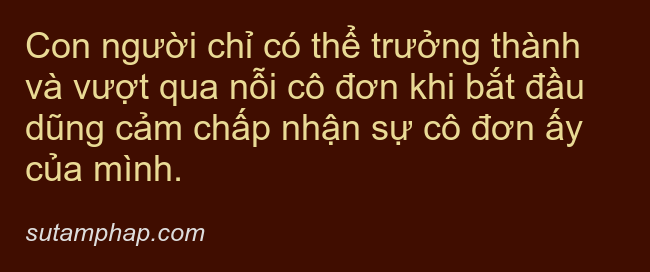 Con người chỉ có thể trưởng thành
và vượt qua nỗi cô đơn khi bắt đầu
dũng cảm chấp nhận sự cô đơn ấy
của mình.
sutamphap.com